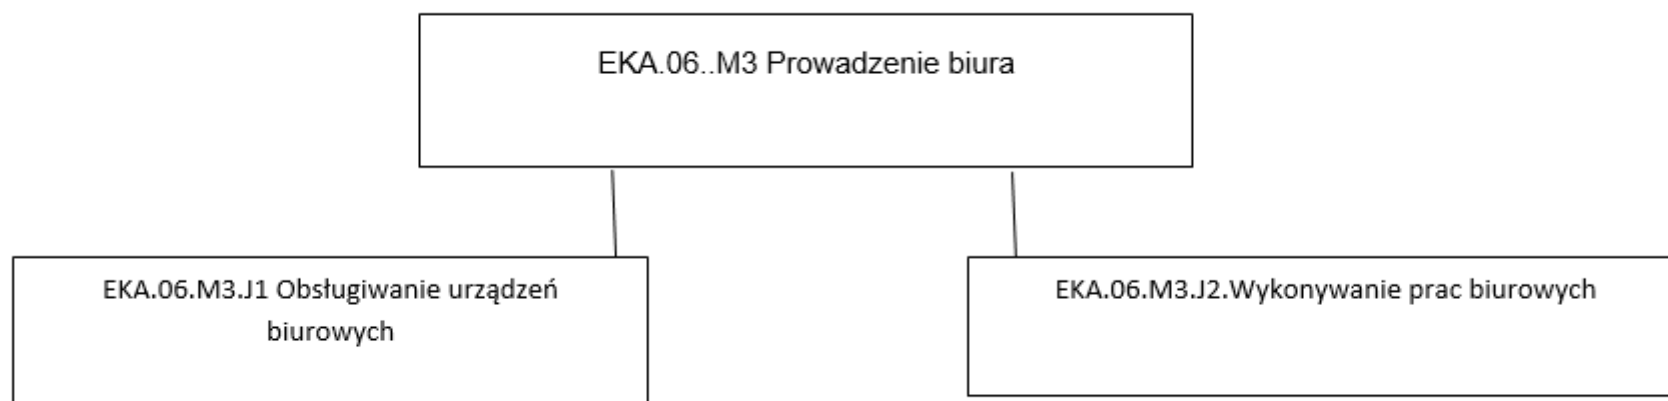 EKA.06..M3 Prowadzenie biura
EKA.06.M3.J1 Obsługiwanie urządzeń
biurowych
EKA.06.M3.J2.Wykonywanie prac biurowych